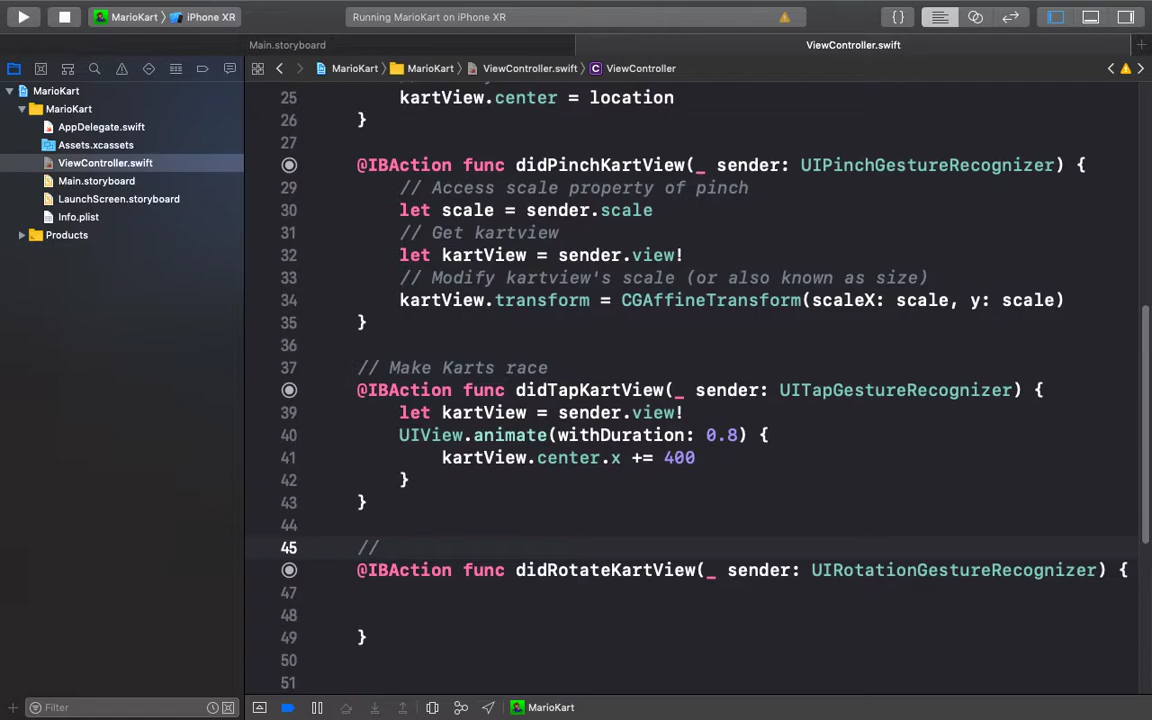 MarioKart
iPhone XR
Running MarioKart on iPhone XR
{}
Main.storyboard
ViewController.swift
MarioKart
MarioKart
ViewController.swift
C
ViewController
MarioKart
MarioKart
AppDelegate.swift
Assets.xcassets
ViewController.swift
Main.storyboard
LaunchScreen.storyboard
Info.plist
Products
25 kartView.center = location
26 }
27
@IBAction func didPinchKartView(_ sender: UIPinchGestureRecognizer) {
29 // Access scale property of pinch
30 let scale = sender.scale
31 // Get kartview
32 let kartView = sender.view!
33 // Modify kartview's scale (or also known as size)
34 kartView.transform = CGAffineTransform(scaleX: scale, y: scale)
35 }
36
37 // Make Karts race
@IBAction func didTapKartView(_ sender: UITapGestureRecognizer) {
39 let kartView = sender.view!
40 UIView.animate(withDuration: 0.8) {
41 kartView.center.x += 400
42 }
43 }
44
45 //
@IBAction func didRotateKartView(_ sender: UIRotationGestureRecognizer) {
47
48
49 }
50
51
Filter
MarioKart